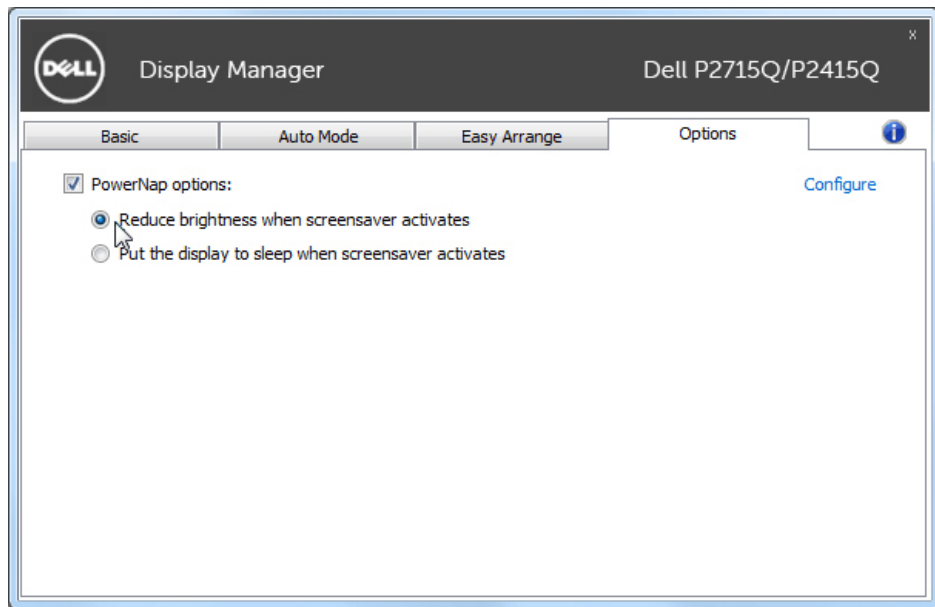 DELL Display Manager Dell P2715Q/P2415Q x
Basic Auto Mode Easy Arrange Options i
PowerNap options: Configure
Reduce brightness when screensaver activates
Put the display to sleep when screensaver activates